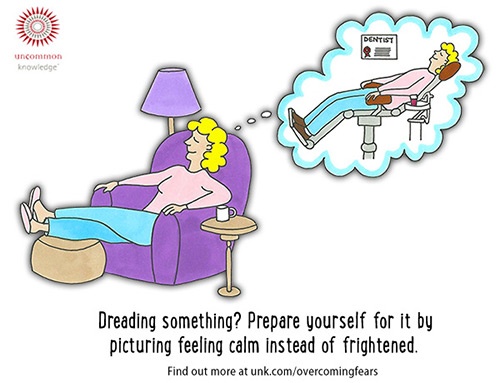 uncommon
knowledge®
DENTIST
Dreading something? Prepare yourself for it by
picturing feeling calm instead of frightened.
Find out more at unk.com/overcomingfears